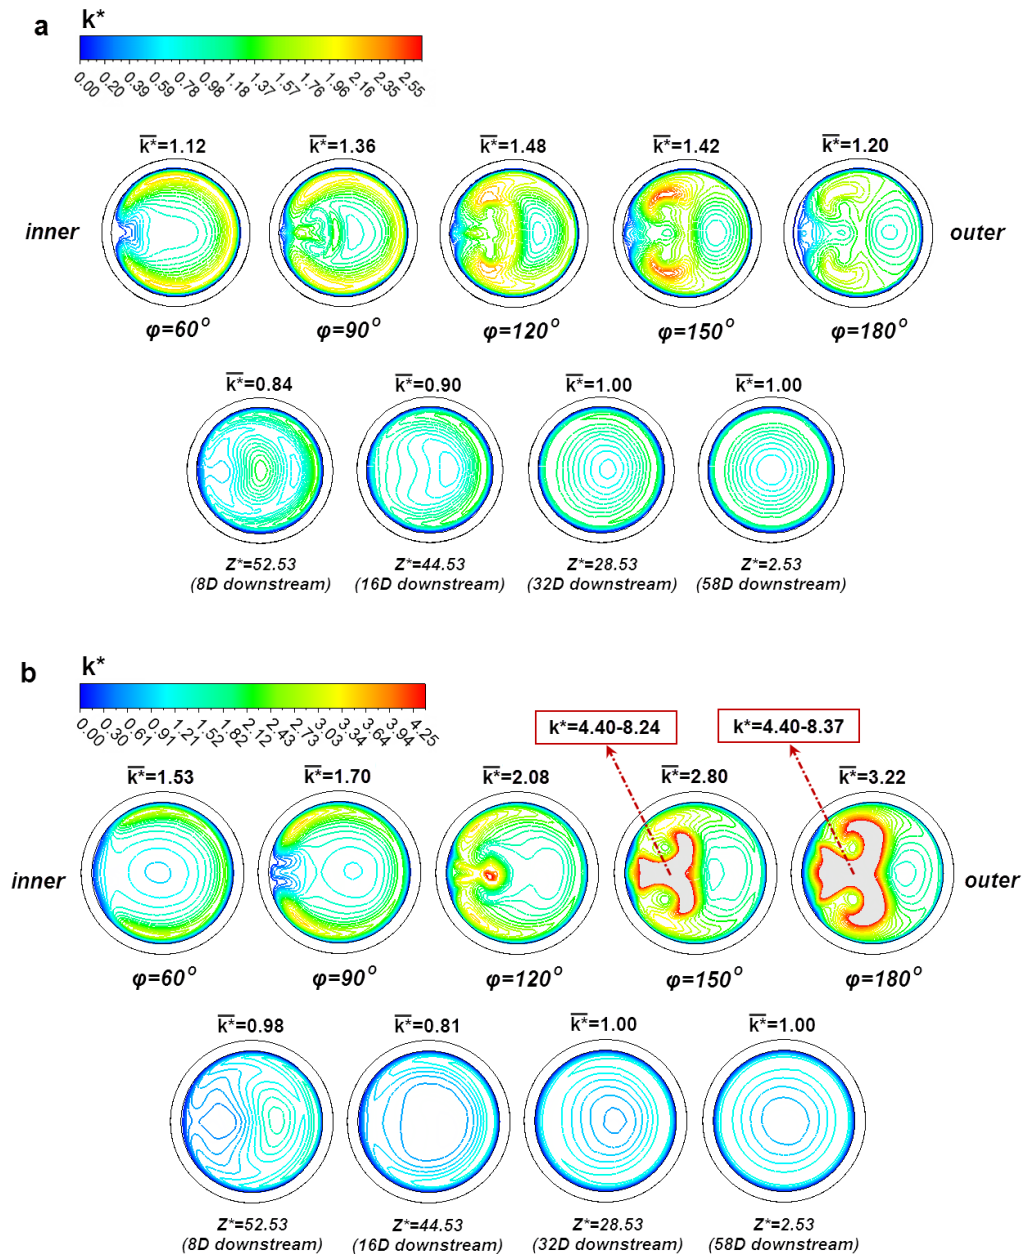 a
k*
0.00 0.20 0.39 0.59 0.78 0.98 1.18 1.37 1.57 1.76 1.96 2.16 2.35 2.55
k*=1.12 k*=1.36 k*=1.48 k*=1.42 k*=1.20
inner outer
φ=60° φ=90° φ=120° φ=150° φ=180°
k*=0.84 k*=0.90 k*=1.00 k*=1.00
Z*=52.53 Z*=44.53 Z*=28.53 Z*=2.53
(8D downstream) (16D downstream) (32D downstream) (58D downstream)
b
k*
0.00 0.30 0.61 0.91 1.21 1.52 1.82 2.12 2.43 2.73 3.03 3.34 3.64 3.94 4.25
k*=4.40-8.24 k*=4.40-8.37
k*=1.53 k*=1.70 k*=2.08 k*=2.80 k*=3.22
inner outer
φ=60° φ=90° φ=120° φ=150° φ=180°
k*=0.98 k*=0.81 k*=1.00 k*=1.00
Z*=52.53 Z*=44.53 Z*=28.53 Z*=2.53
(8D downstream) (16D downstream) (32D downstream) (58D downstream)